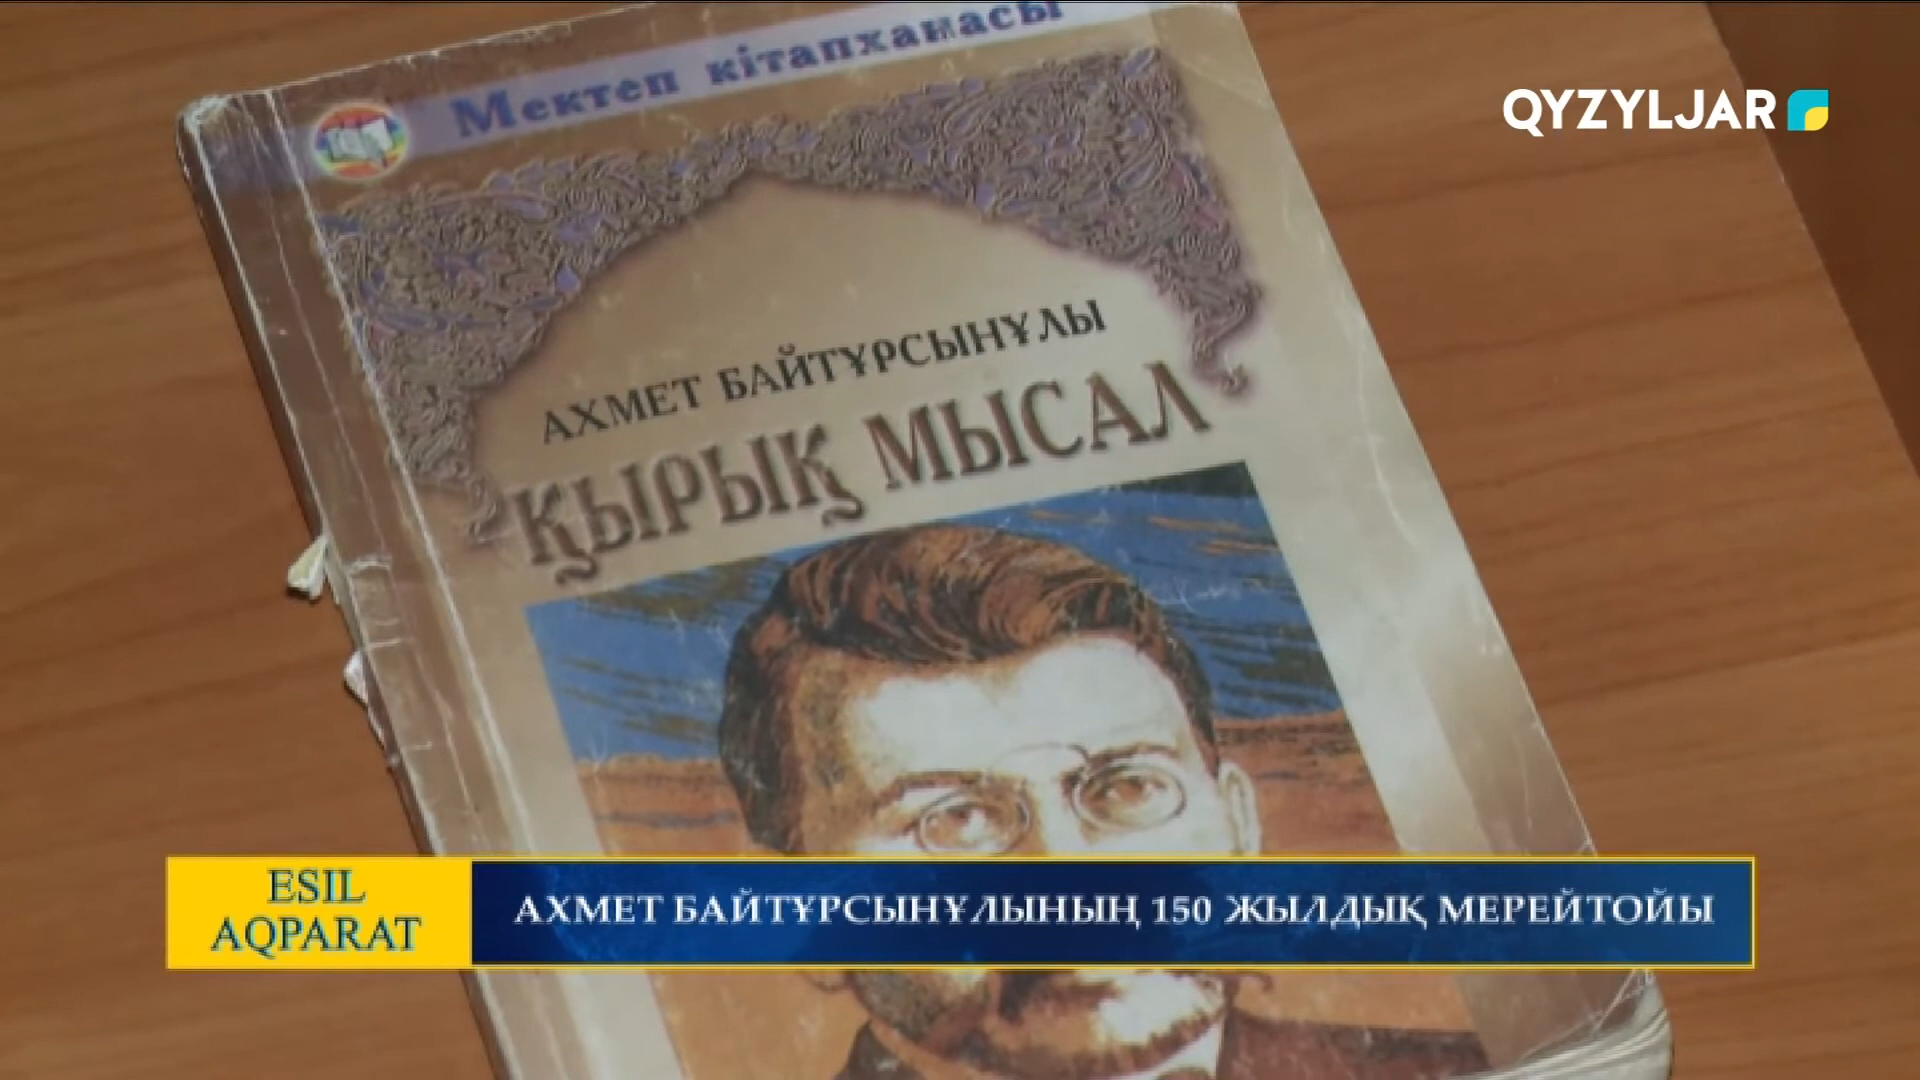 Мектеп кітапханасы
QYZYLJAR
АХМЕТ БАЙТҰРСЫНҰЛЫ
ҚЫРЫҚ МЫСАЛ
ESIL
AQPARAT
АХМЕТ БАЙТҰРСЫНҰЛЫНЫҢ 150 ЖЫЛДЫҚ МЕРЕЙТОЙЫ